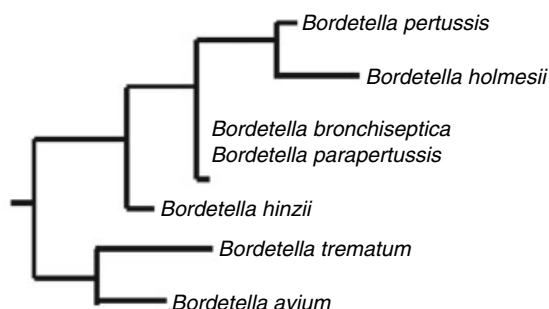 Bordetella pertussis
Bordetella holmesii
Bordetella bronchiseptica
Bordetella parapertussis
Bordetella hinzii
Bordetella trematum
Bordetella avium